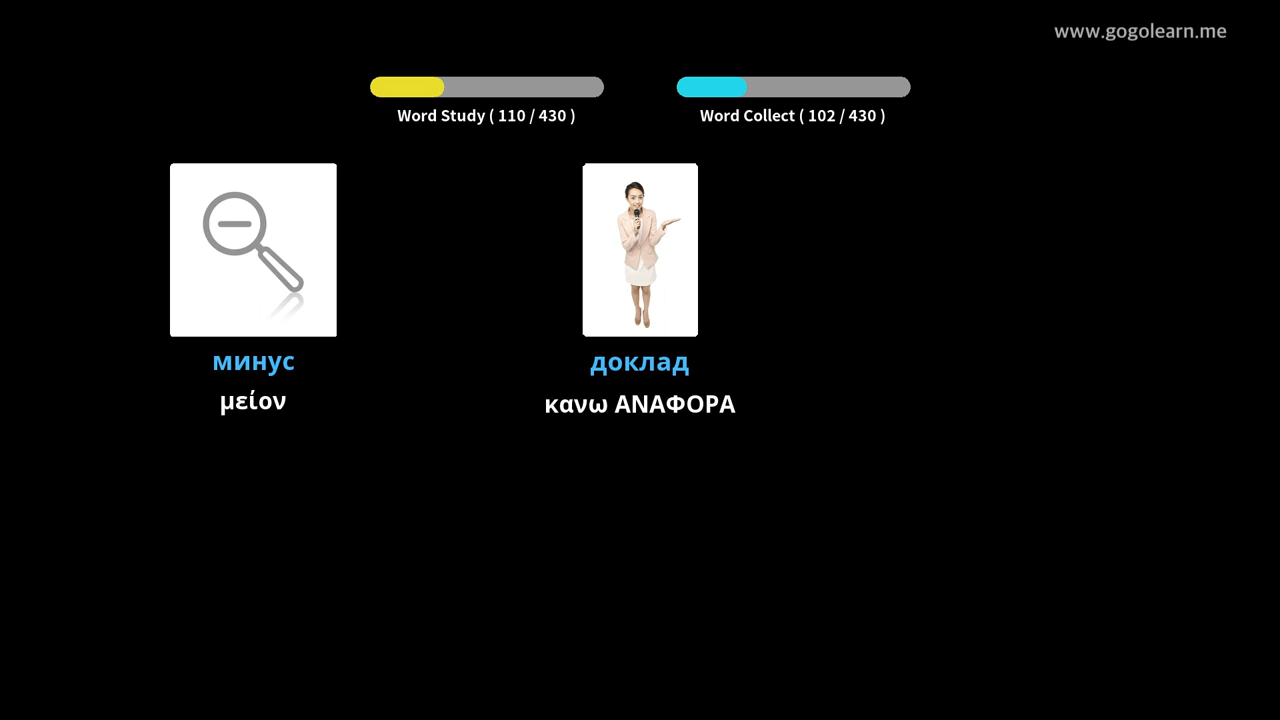 www.gogolearn.me
Word Study ( 110 / 430 )
Word Collect ( 102 / 430 )
минус
доклад
μείον
κανω ΑΝΑΦΟΡΑ